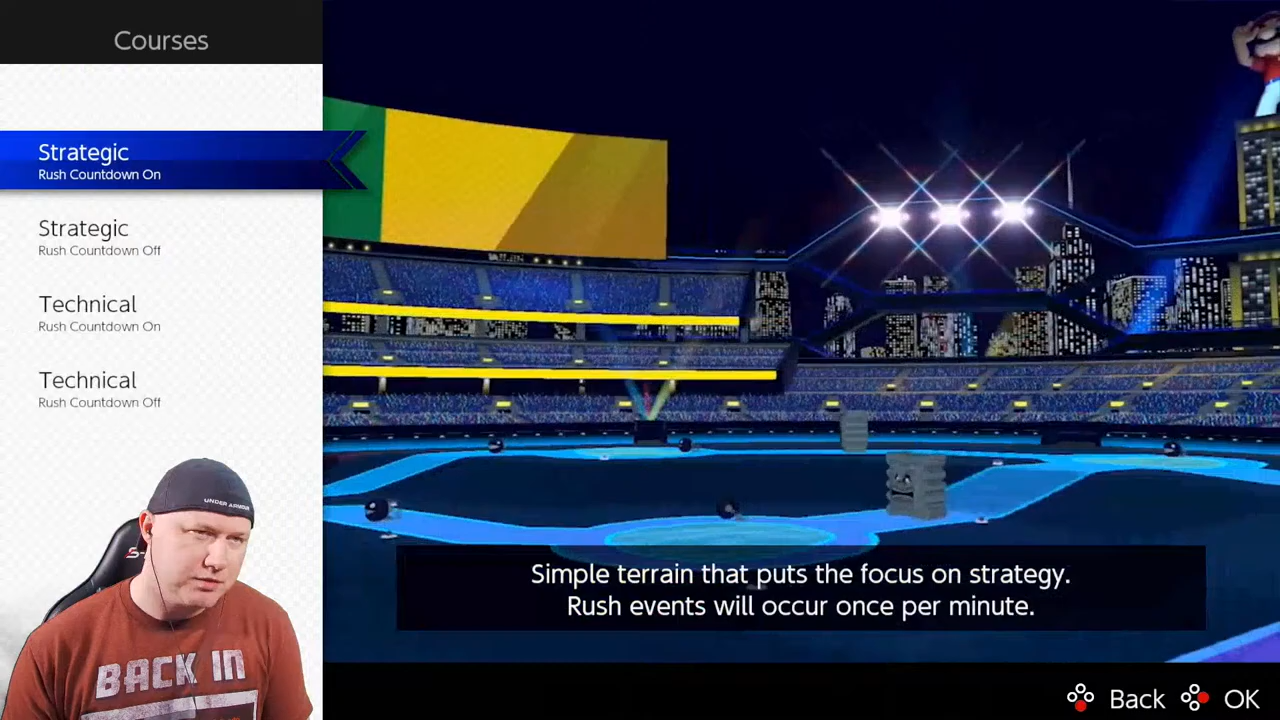 Courses
Strategic
Rush Countdown On
Strategic
Rush Countdown Off
Technical
Rush Countdown On
Technical
Rush Countdown Off
UNDER ARMOUR
BACK IN
Simple terrain that puts the focus on strategy.
Rush events will occur once per minute.
Back
OK